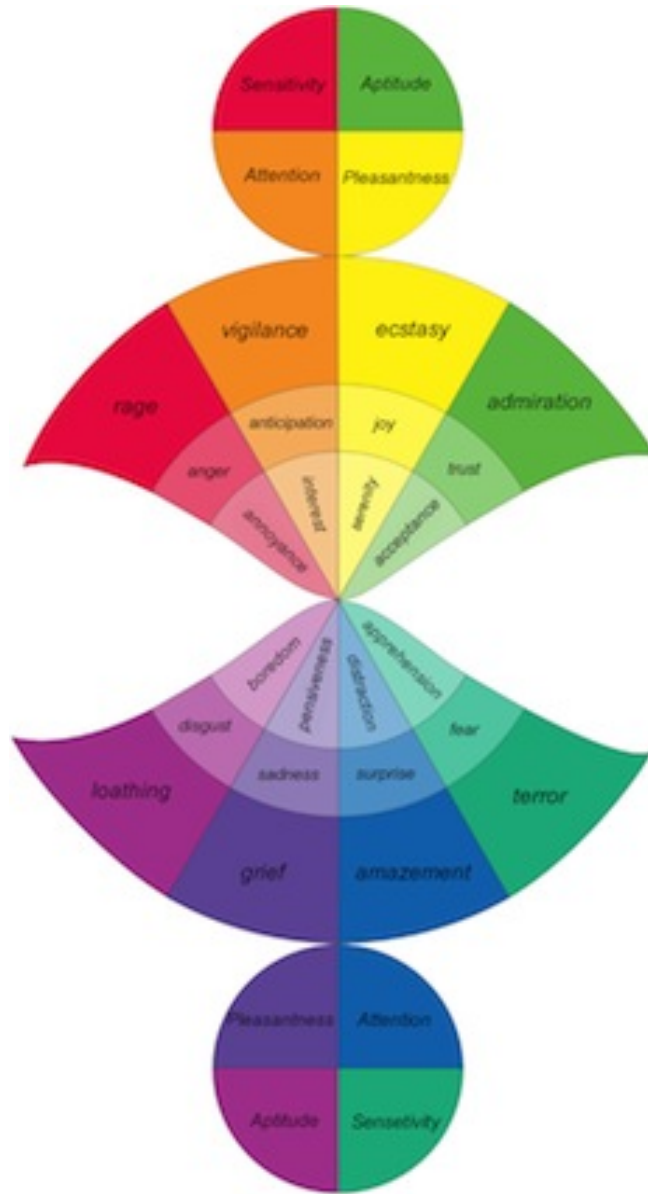 Sensitivity Aptitude
Attention Pleasantness
vigilance ecstasy
rage admiration
anticipation joy
anger trust
annoyance interest serenity acceptance
boredom pensiveness distraction apprehension
disgust fear
sadness surprise
loathing terror
grief amazement
Pleasantness Attention
Aptitude Sensetivity